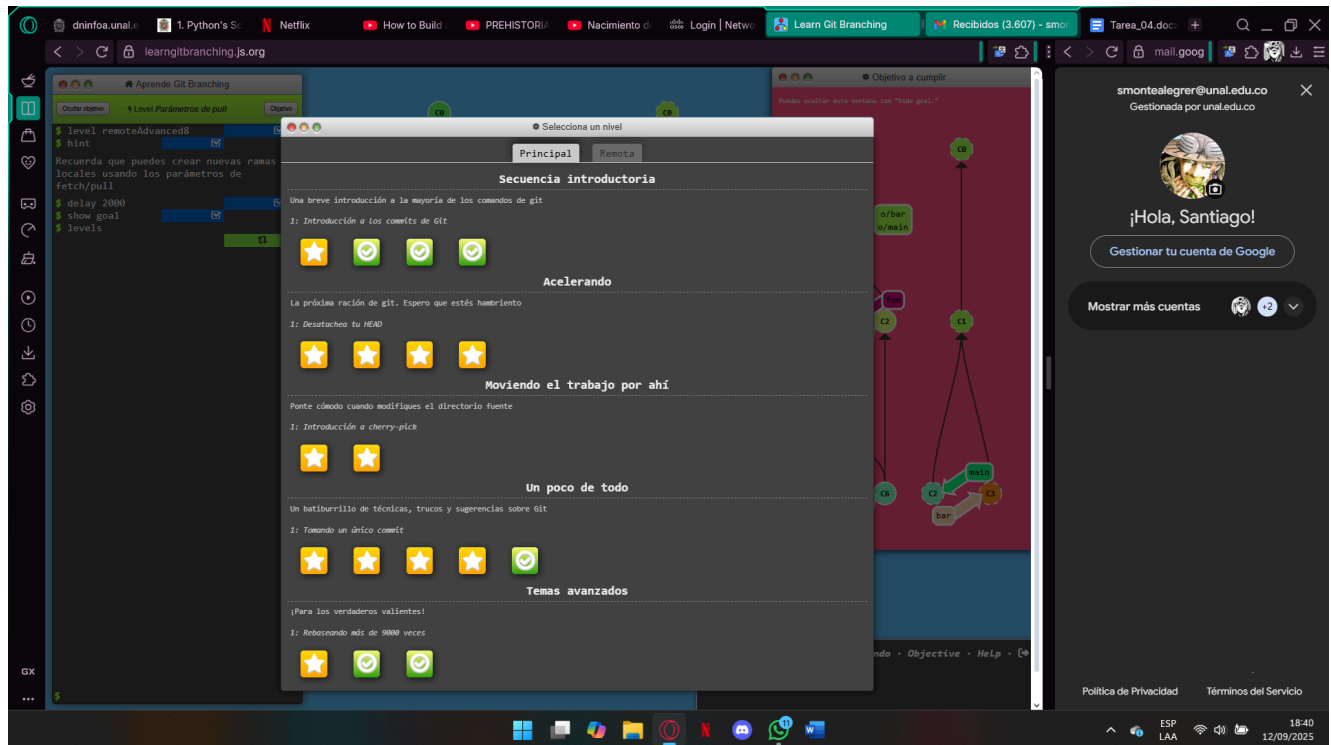 dninfoa.unal.e
1. Python's Sc
Netflix
How to Build
PREHISTORIA
Nacimiento d
Login | Netwo
Learn Git Branching
Recibidos (3.607) - smor
Tarea_04.doc
learngitbranching.js.org
mail.goog
Aprende Git Branching
Ocultar objetivo
Level Parámetros de pull
Objetivo
$ level remoteAdvanced8
$ hint
Recuerda que puedes crear nuevas ramas
locales usando los parámetros de
fetch/pull
$ delay 2000
$ show goal
$ levels
$
C0
C0
Selecciona un nivel
Principal
Remota
Secuencia introductoria
Una breve introducción a la mayoría de los comandos de git
1: Introducción a los commits de Git
Acelerando
La próxima ración de git. Espero que estés hambriento
1: Desatachea tu HEAD
Moviendo el trabajo por ahí
Ponte cómodo cuando modifiques el directorio fuente
1: Introducción a cherry-pick
Un poco de todo
Un batiburrillo de técnicas, trucos y sugerencias sobre Git
1: Tomando un único commit
Temas avanzados
¡Para los verdaderos valientes!
1: Rebaseando más de 9000 veces
Objetivo a cumplir
Puedes ocultar esta ventana con "hide goal."
C0
o/bar
o/main
foo
C2
C1
C6
C2
main
C3
bar
ndo · Objective · Help ·
smontealegrer@unal.edu.co
Gestionada por unal.edu.co
¡Hola, Santiago!
Gestionar tu cuenta de Google
Mostrar más cuentas
+2
Política de Privacidad
Términos del Servicio
GX
11
ESP
LAA
18:40
12/09/2025